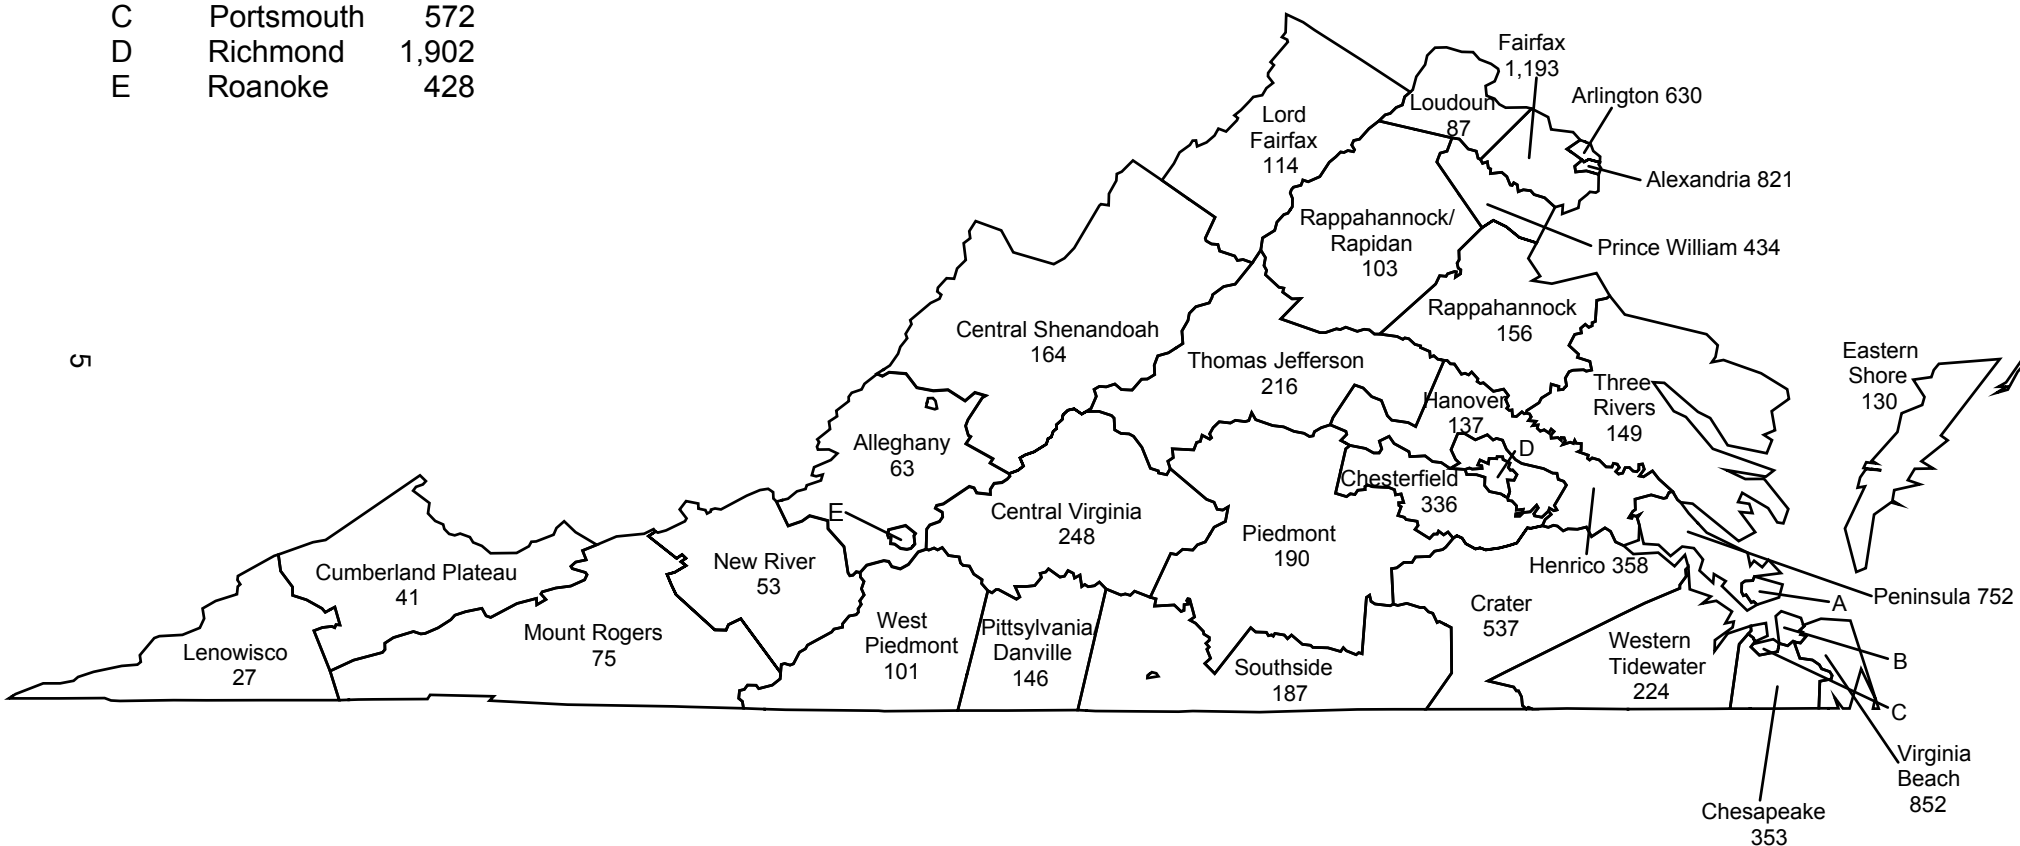 C Portsmouth 572
D Richmond 1,902
E Roanoke 428
Fairfax
1,193
Arlington 630
Loudoun
87
Lord
Fairfax
114
Alexandria 821
Rappahannock/
Rapidan
103
Prince William 434
Rappahannock
156
Central Shenandoah
164
5
Thomas Jefferson
216
Eastern
Shore
130
Three
Rivers
149
Hanover
137
D
Alleghany
63
Chesterfield
336
E
Central Virginia
248
Piedmont
190
New River
53
Henrico 358
Cumberland Plateau
41
Peninsula 752
A
Crater
537
West
Piedmont
101
Pittsylvania
Danville
146
Mount Rogers
75
Western
Tidewater
224
Lenowisco
27
Southside
187
B
C
Virginia
Beach
852
Chesapeake
353